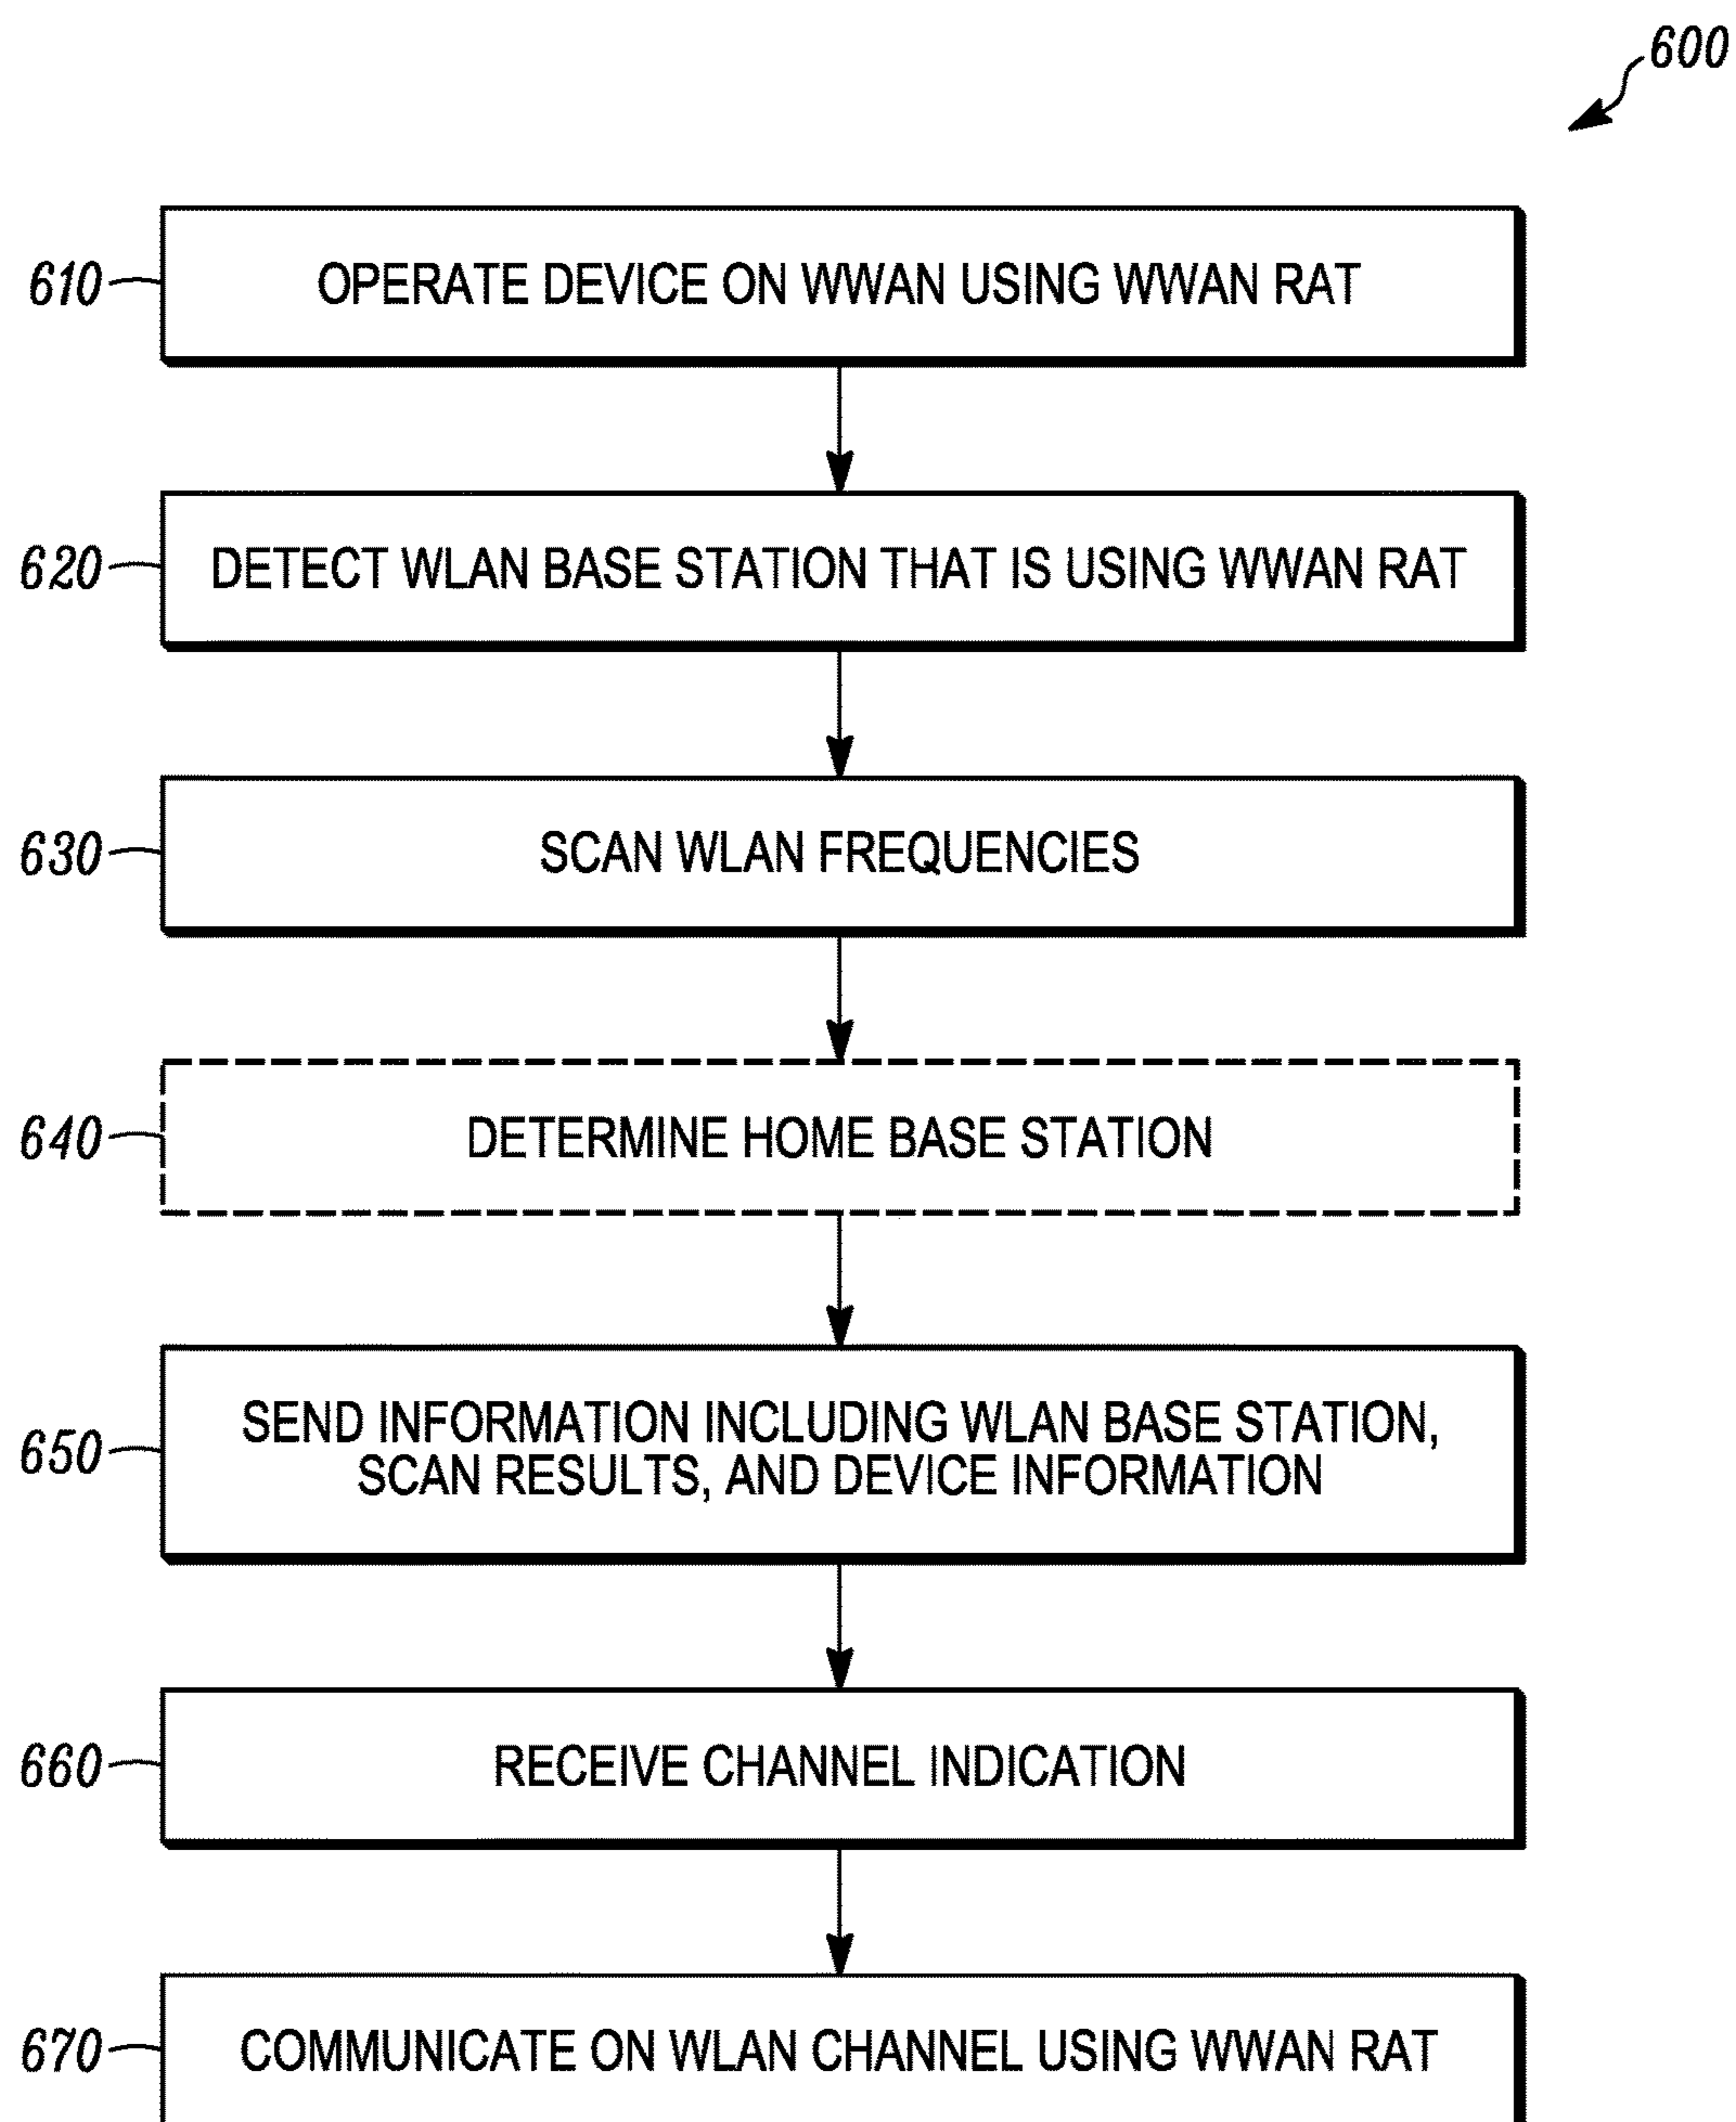 600
610 OPERATE DEVICE ON WWAN USING WWAN RAT
620 DETECT WLAN BASE STATION THAT IS USING WWAN RAT
630 SCAN WLAN FREQUENCIES
640 DETERMINE HOME BASE STATION
650 SEND INFORMATION INCLUDING WLAN BASE STATION,
SCAN RESULTS, AND DEVICE INFORMATION
660 RECEIVE CHANNEL INDICATION
670 COMMUNICATE ON WLAN CHANNEL USING WWAN RAT